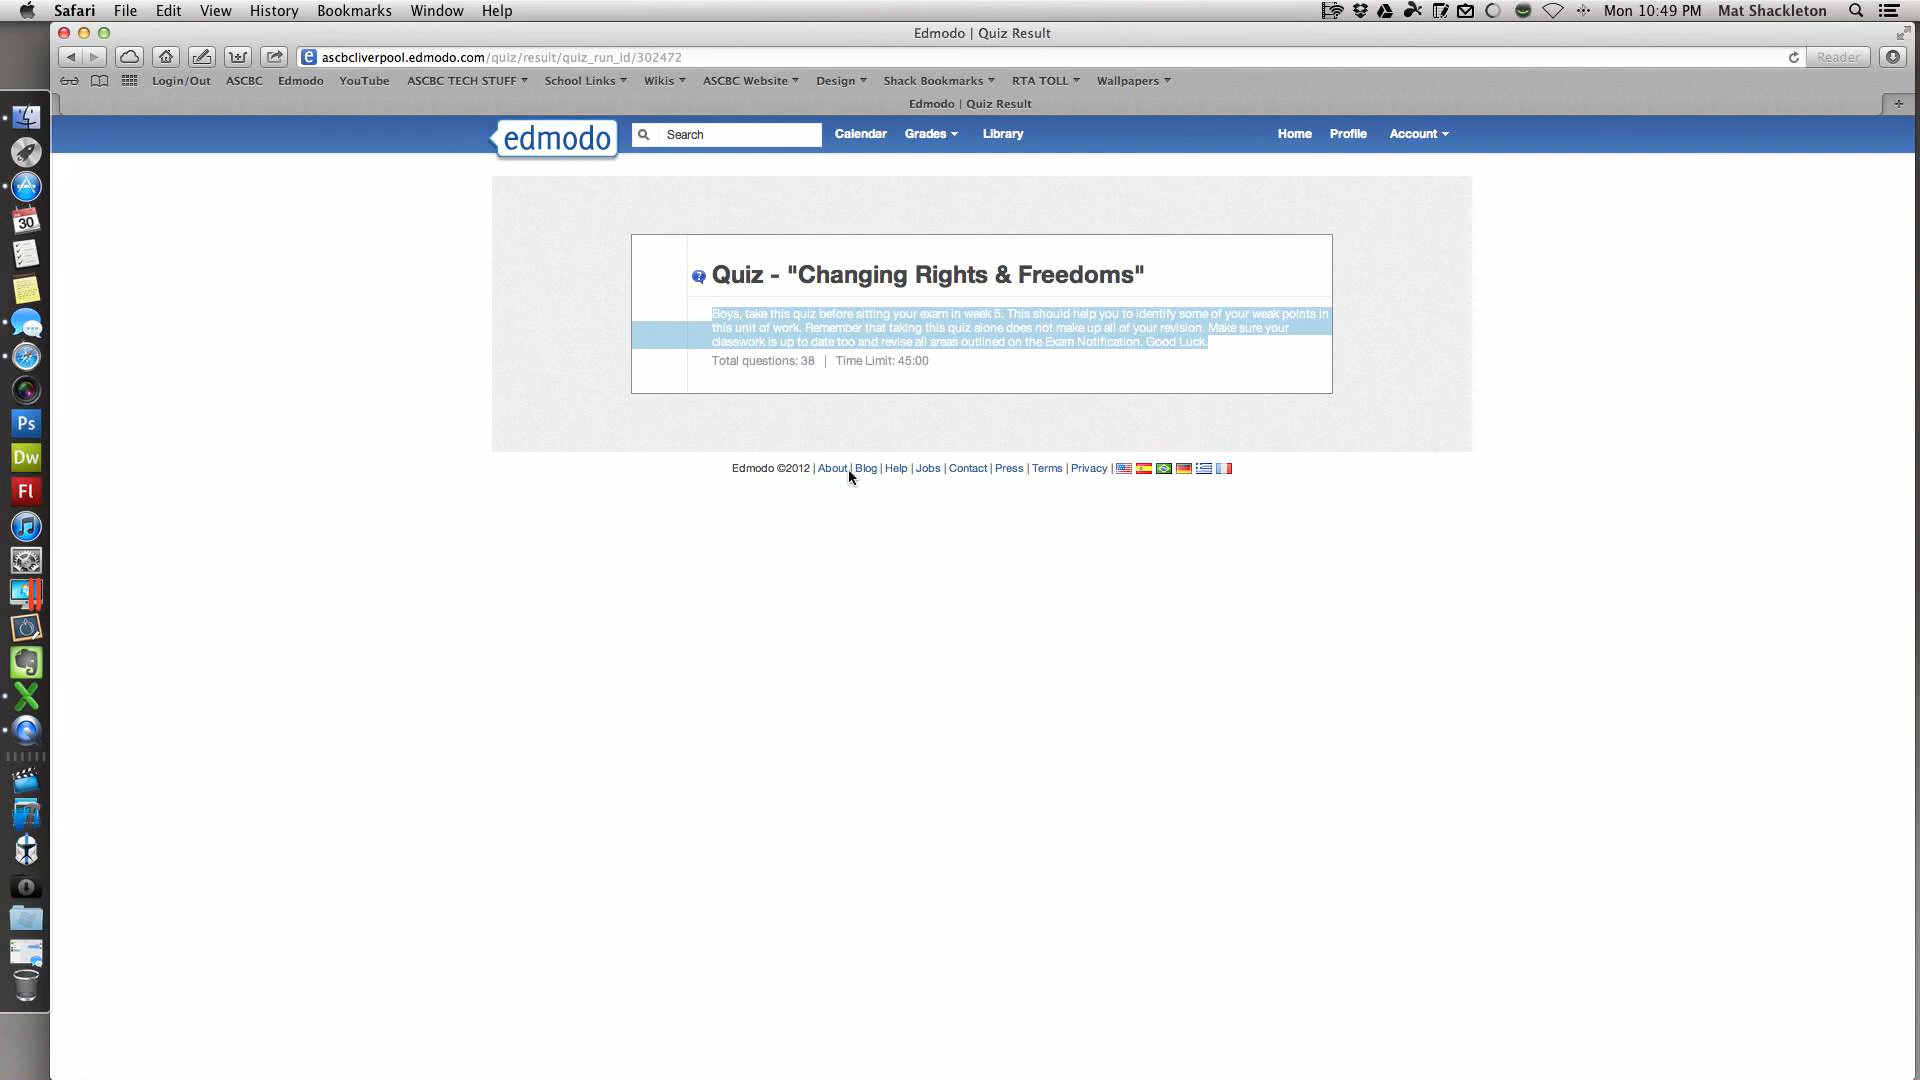 Safari File Edit View History Bookmarks Window Help Mon 10:49 PM Mat Shackleton
Edmodo | Quiz Result
ascbcliverpool.edmodo.com/quiz/result/quiz_run_id/302472 Reader
Login/Out ASCBC Edmodo YouTube ASCBC TECH STUFF School Links Wikis ASCBC Website Design Shack Bookmarks RTA TOLL Wallpapers
Edmodo | Quiz Result
edmodo Search Calendar Grades Library Home Profile Account
30
Quiz - "Changing Rights & Freedoms"
Boys, take this quiz before sitting your exam in week 5. This should help you to identify some of your weak points in
this unit of work. Remember that taking this quiz alone does not make up all of your revision. Make sure your
classwork is up to date too and revise all areas outlined on the Exam Notification. Good Luck.
Total questions: 38 | Time Limit: 45:00
Ps
Dw
Edmodo ©2012 | About | Blog | Help | Jobs | Contact | Press | Terms | Privacy |
Fl